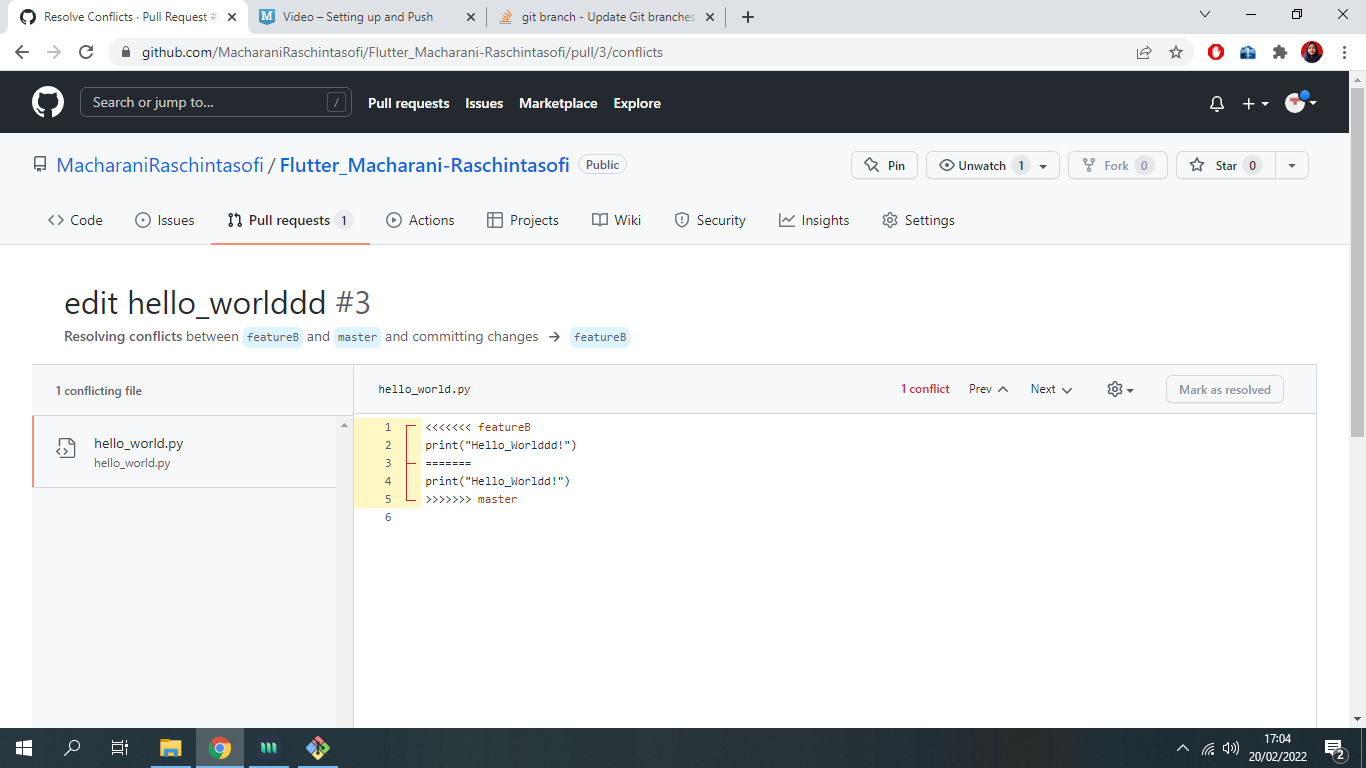 Resolve Conflicts · Pull Request #
Video – Setting up and Push
git branch - Update Git branches
github.com/MacharaniRaschintasofi/Flutter_Macharani-Raschintasofi/pull/3/conflicts
Search or jump to... /
Pull requests Issues Marketplace Explore
MacharaniRaschintasofi / Flutter_Macharani-Raschintasofi Public
Pin Unwatch 1 Fork 0 Star 0
Code Issues Pull requests 1 Actions Projects Wiki Security Insights Settings
edit hello_worlddd #3
Resolving conflicts between featureB and master and committing changes → featureB
1 conflicting file
hello_world.py 1 conflict Prev Next Mark as resolved
hello_world.py
hello_world.py
1 <<<<<<< featureB
2 print("Hello_Worlddd!")
3 =======
4 print("Hello_Worldd!")
5 >>>>>>> master
6
17:04
20/02/2022
2